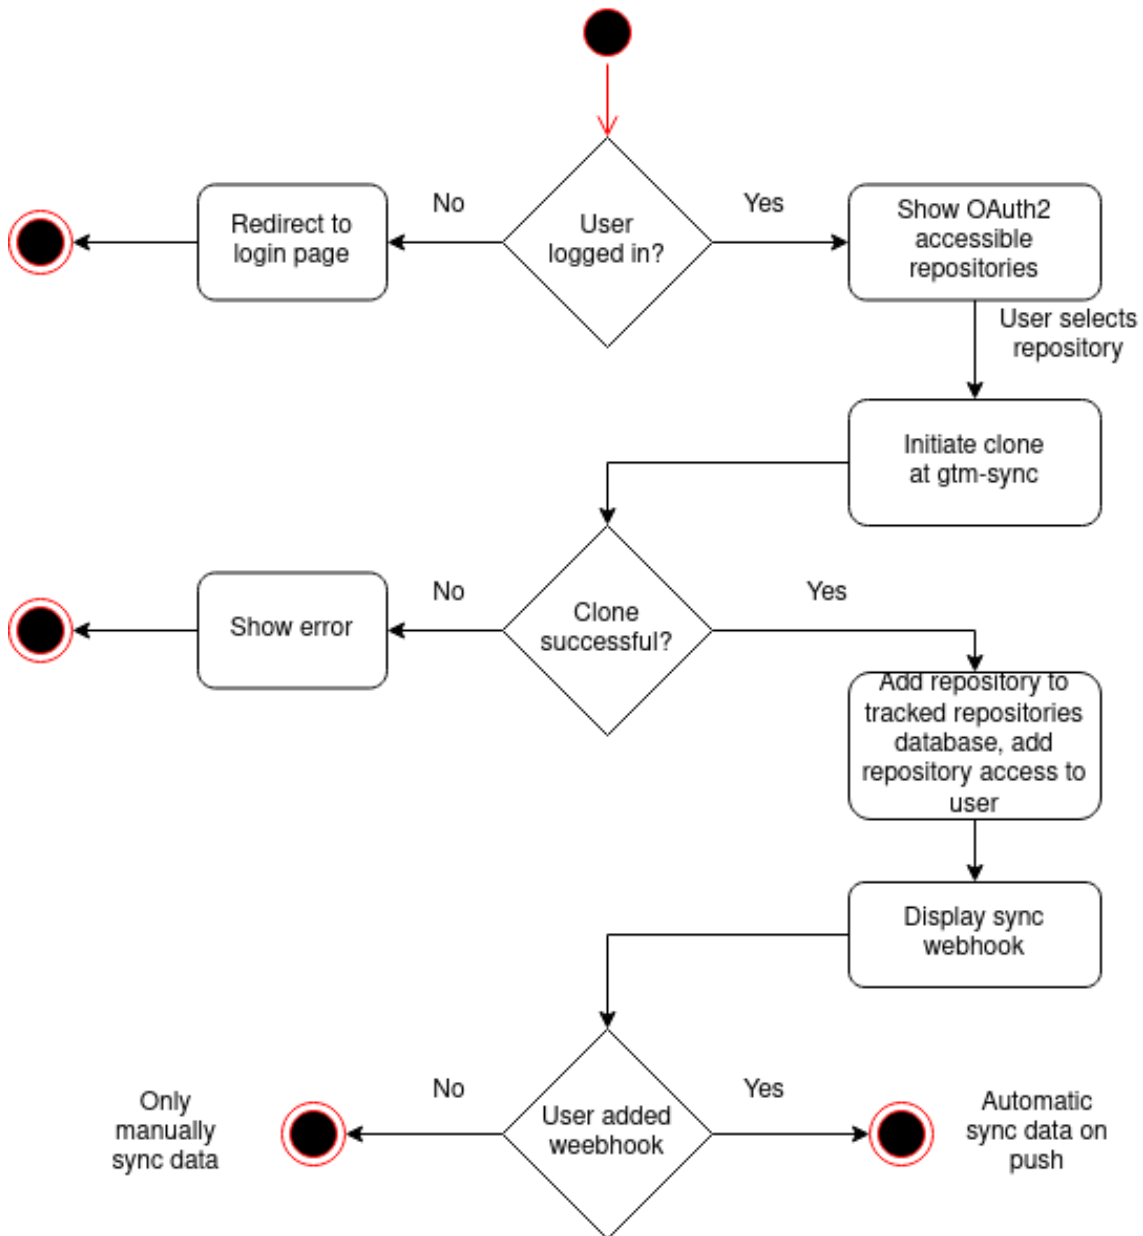 No
Yes
Redirect to
login page
User
logged in?
Show OAuth2
accessible
repositories
User selects
repository
Initiate clone
at gtm-sync
No
Yes
Show error
Clone
successful?
Add repository to
tracked repositories
database, add
repository access to
user
Display sync
webhook
No
Yes
Only
manually
sync data
User added
weebhook
Automatic
sync data on
push